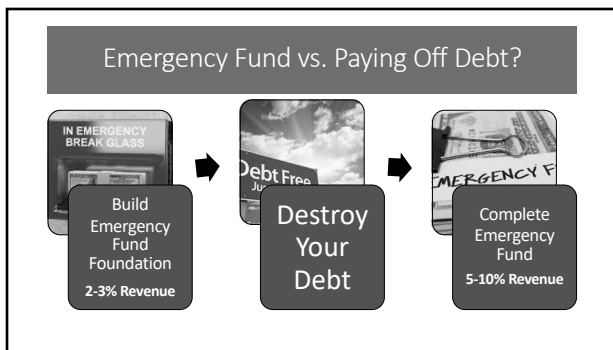 Emergency Fund vs. Paying Off Debt?
IN EMERGENCY
BREAK GLASS
Build
Emergency
Fund
Foundation
2-3% Revenue
Debt Free
Destroy
Your
Debt
EMERGENCY F
Complete
Emergency
Fund
5-10% Revenue